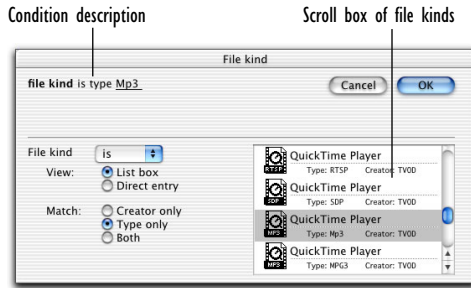 Condition description
Scroll box of file kinds
File kind
file kind is type Mp3
Cancel
OK
File kind
is
View:
List box
Direct entry
Match:
Creator only
Type only
Both
RTSP
QuickTime Player
Type: RTSP Creator: TVOD
SDP
QuickTime Player
Type: SDP Creator: TVOD
MP3
QuickTime Player
Type: Mp3 Creator: TVOD
MP3
QuickTime Player
Type: MPG3 Creator: TVOD